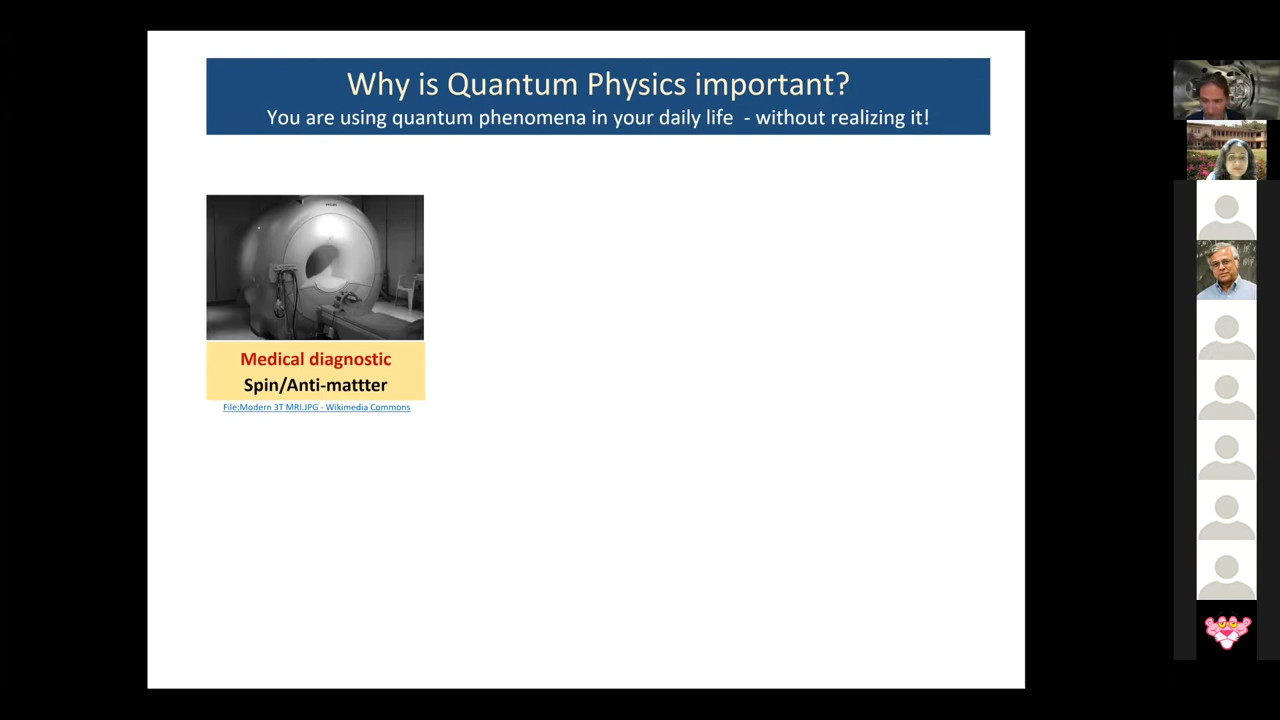 Why is Quantum Physics important?
You are using quantum phenomena in your daily life - without realizing it!
Medical diagnostic
Spin/Anti-mattter
File:Modern 3T MRI.JPG - Wikimedia Commons